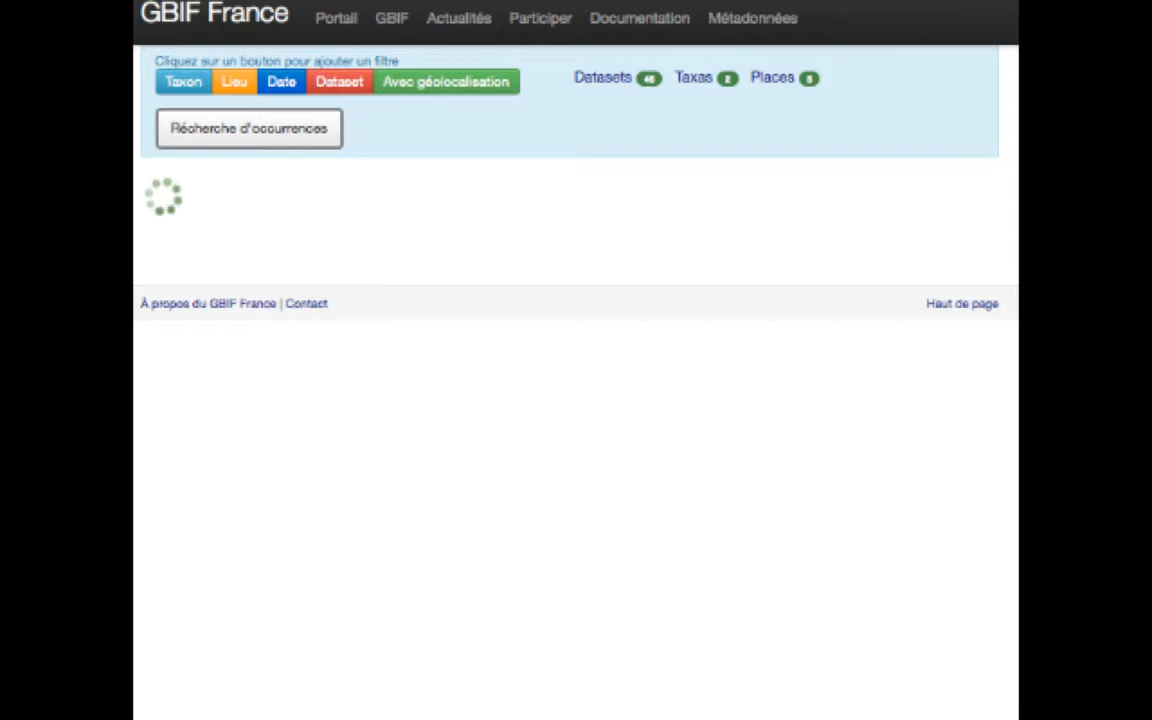 GBIF France Portail GBIF Actualités Participer Documentation Métadonnées
Cliquez sur un bouton pour ajouter un filtre
Taxon Lieu Date Dataset Avec géolocalisation Datasets Taxas Places
Récherche d'occurrences
À propos du GBIF France | Contact Haut de page